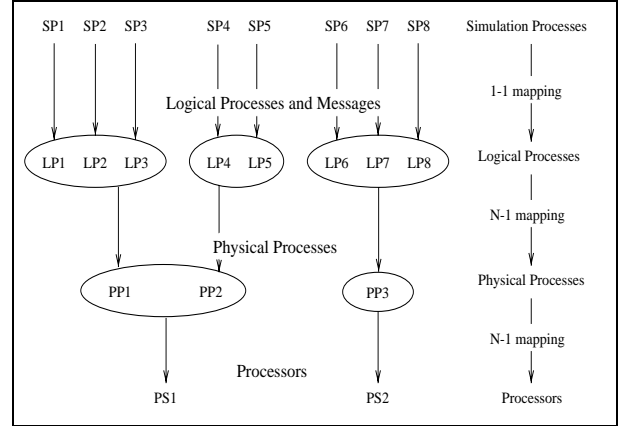 SP1 SP2 SP3 SP4 SP5 SP6 SP7 SP8 Simulation Processes
1-1 mapping
Logical Processes and Messages
LP1 LP2 LP3 LP4 LP5 LP6 LP7 LP8 Logical Processes
N-1 mapping
Physical Processes
PP1 PP2 PP3 Physical Processes
N-1 mapping
Processors
PS1 PS2 Processors